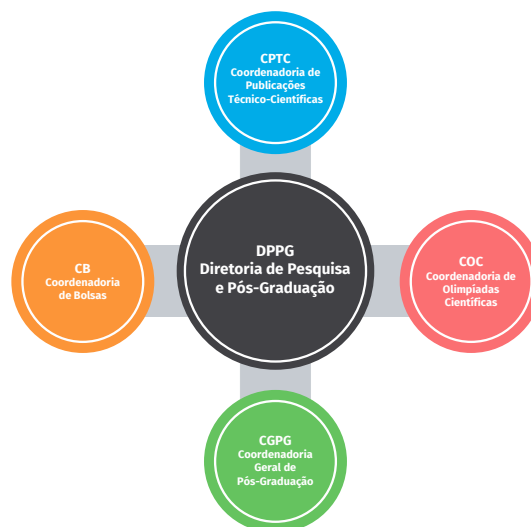 CPTC
Coordenadoria de
Publicações
Técnico-Científicas
DPPG
Diretoria de Pesquisa
e Pós-Graduação
CB
Coordenadoria
de Bolsas
COC
Coordenadoria de
Olimpíadas
Científicas
CGPG
Coordenadoria
Geral de
Pós-Graduação